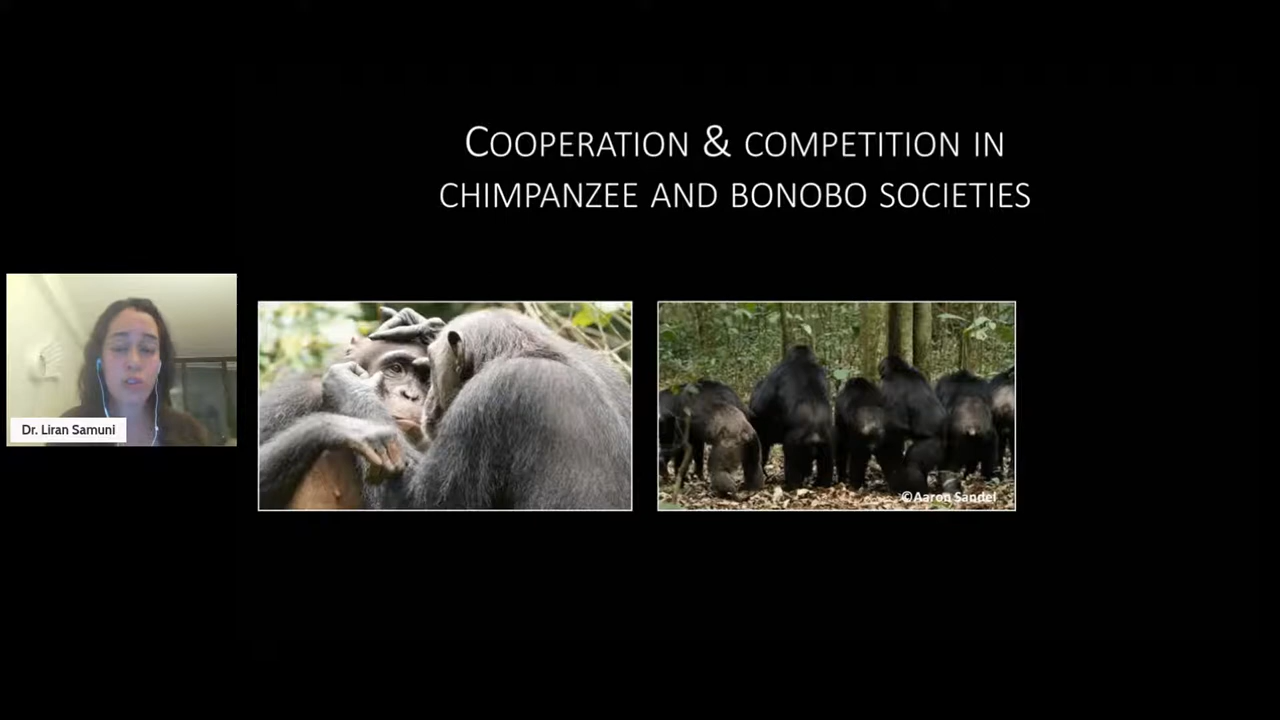 COOPERATION & COMPETITION IN
CHIMPANZEE AND BONOBO SOCIETIES
Dr. Liran Samuni
©Aaron Sandel